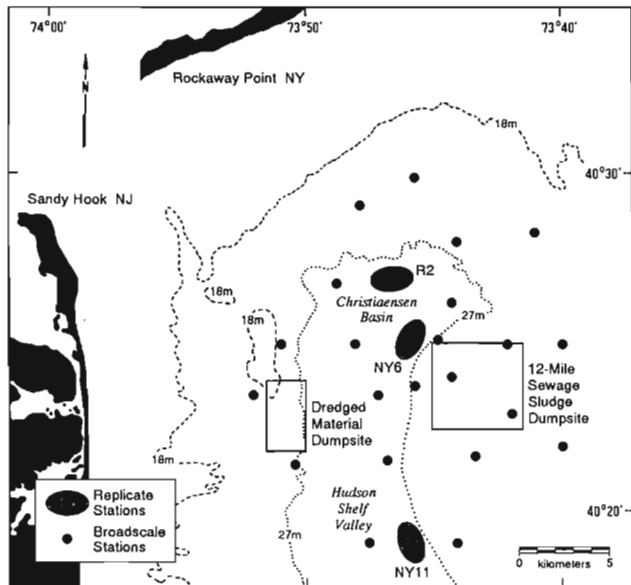 74°00'
73°50'
73°40'
N
Rockaway Point NY
18m
40°30'
Sandy Hook NJ
R2
18m
Christiaensen
Basin
27m
18m
NY6
12-Mile
Sewage
Sludge
Dumpsite
Dredged
Material
Dumpsite
18m
Replicate
Stations
Broadscale
Stations
Hudson
Shelf
Valley
40°20'
27m
NY11
0 5
kilometers